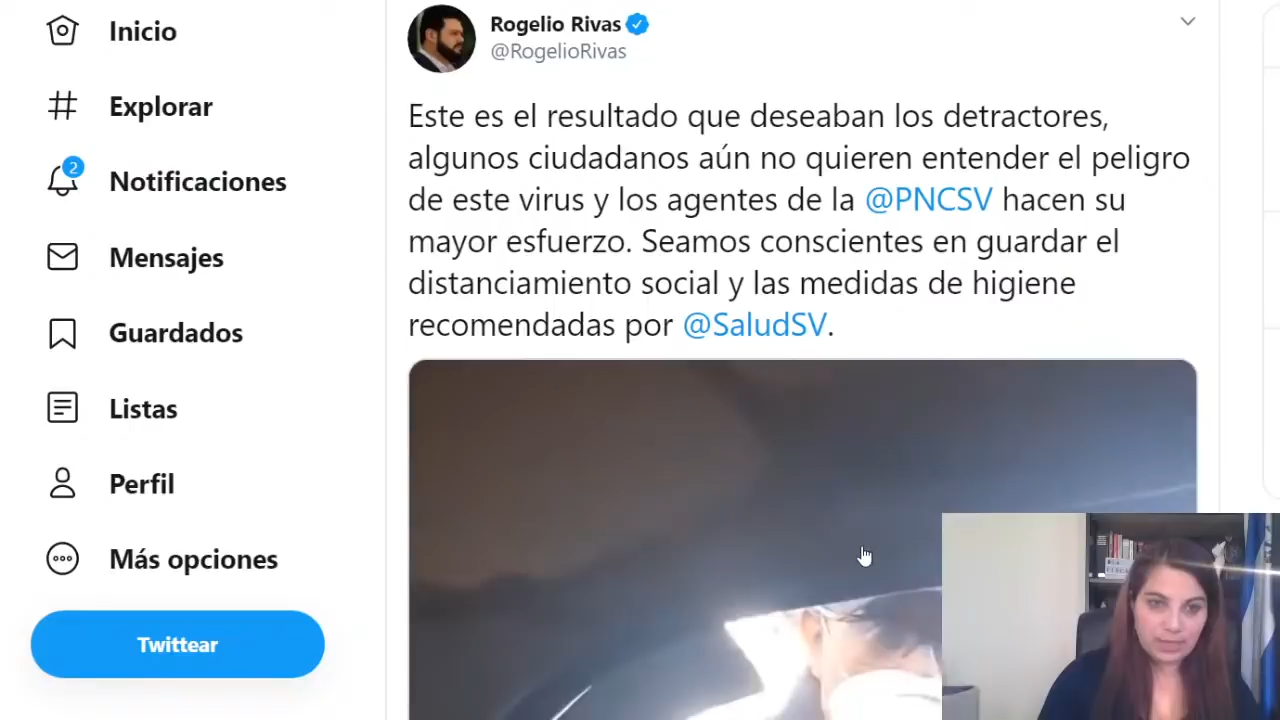 Inicio
Explorar
2
Notificaciones
Mensajes
Guardados
Listas
Perfil
Más opciones
Twittear
Rogelio Rivas
@RogelioRivas
Este es el resultado que deseaban los detractores,
algunos ciudadanos aún no quieren entender el peligro
de este virus y los agentes de la @PNCSV hacen su
mayor esfuerzo. Seamos conscientes en guardar el
distanciamiento social y las medidas de higiene
recomendadas por @SaludSV.